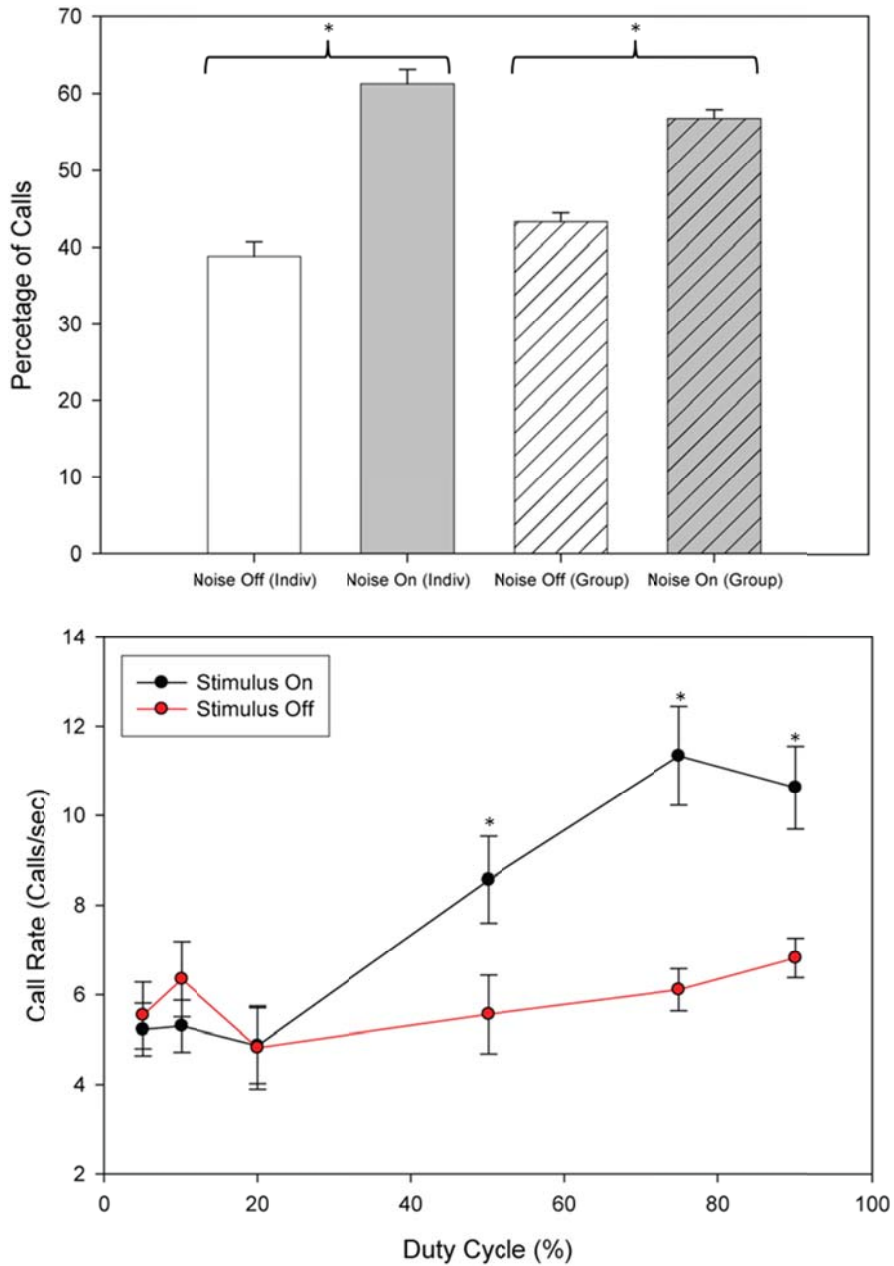 70
60
50
40
30
20
10
0
Percetage of Calls
*
*
Noise Off (Indiv)
Noise On (Indiv)
Noise Off (Group)
Noise On (Group)
14
12
10
8
6
4
2
Call Rate (Calls/sec)
Stimulus On
Stimulus Off
*
*
*
0
20
40
60
80
100
Duty Cycle (%)